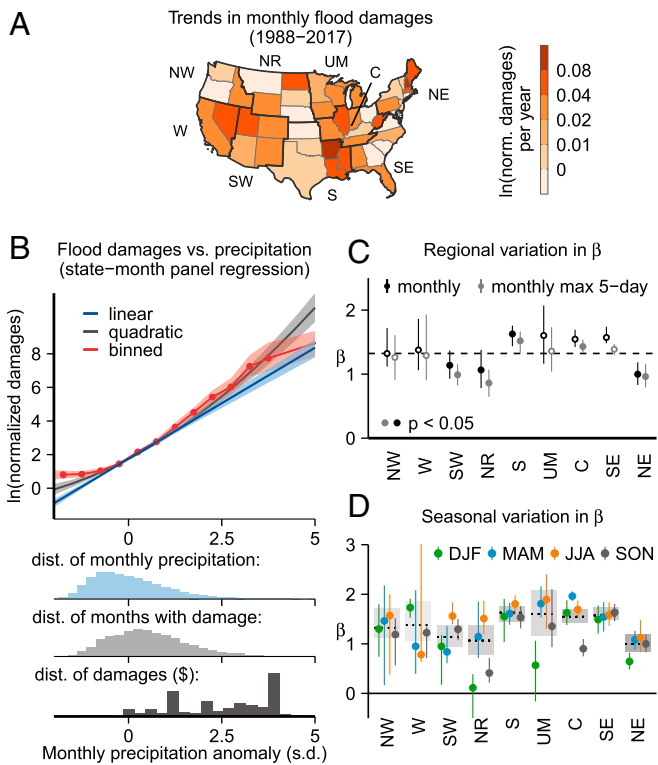 A
Trends in monthly flood damages
(1988−2017)
NW
NR
UM
C
NE
W
SW
S
SE
ln(norm. damages)
per year
0.08
0.04
0.02
0.01
0
B
Flood damages vs. precipitation
(state−month panel regression)
ln(normalized damages)
linear
quadratic
binned
8
6
4
2
0
0
2.5
5
dist. of monthly precipitation:
dist. of months with damage:
dist. of damages ($):
0
2.5
5
Monthly precipitation anomaly (s.d.)
C
Regional variation in β
monthly
monthly max 5−day
2
β
1
0
p < 0.05
NW
W
SW
NR
S
UM
C
SE
NE
D
Seasonal variation in β
DJF
MAM
JJA
SON
3
2
β
1
0
NW
W
SW
NR
S
UM
C
SE
NE